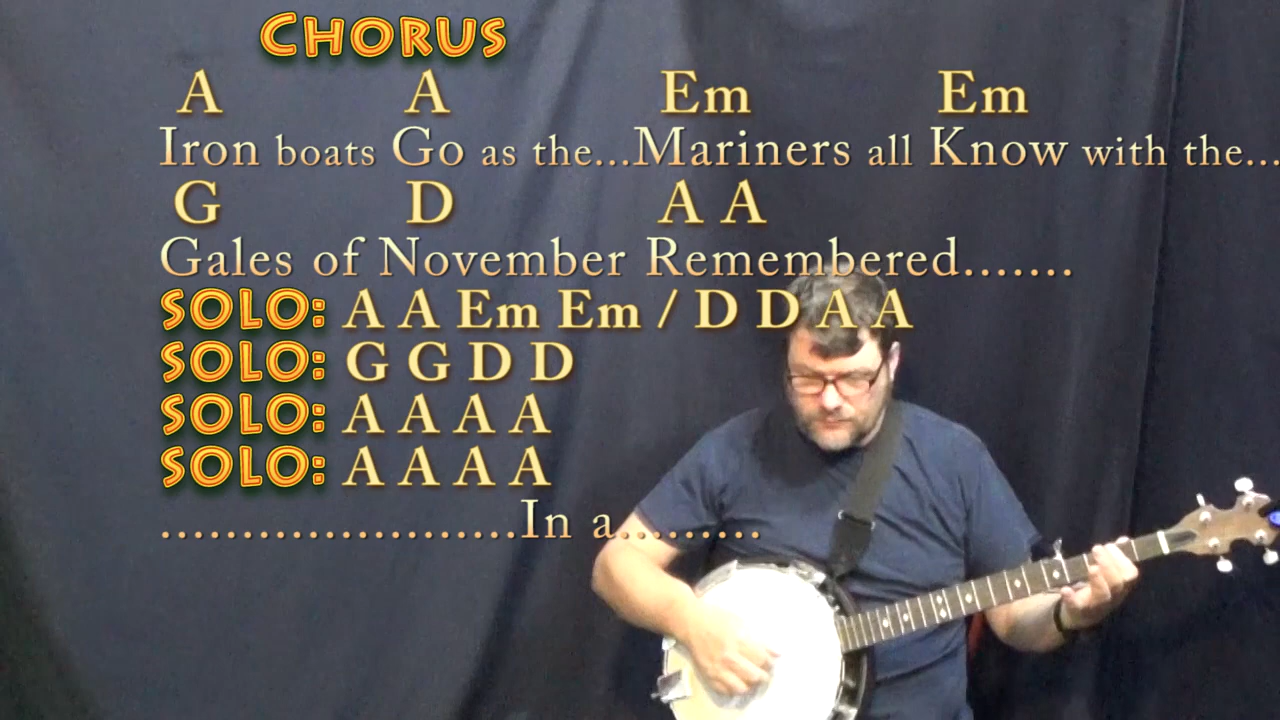 CHORUS
A A Em Em
Iron boats Go as the...Mariners all Know with the...
G D A A
Gales of November Remembered.......
SOLO: A A Em Em / D D A A
SOLO: G G D D
SOLO: A A A A
SOLO: A A A A
......................In a.........